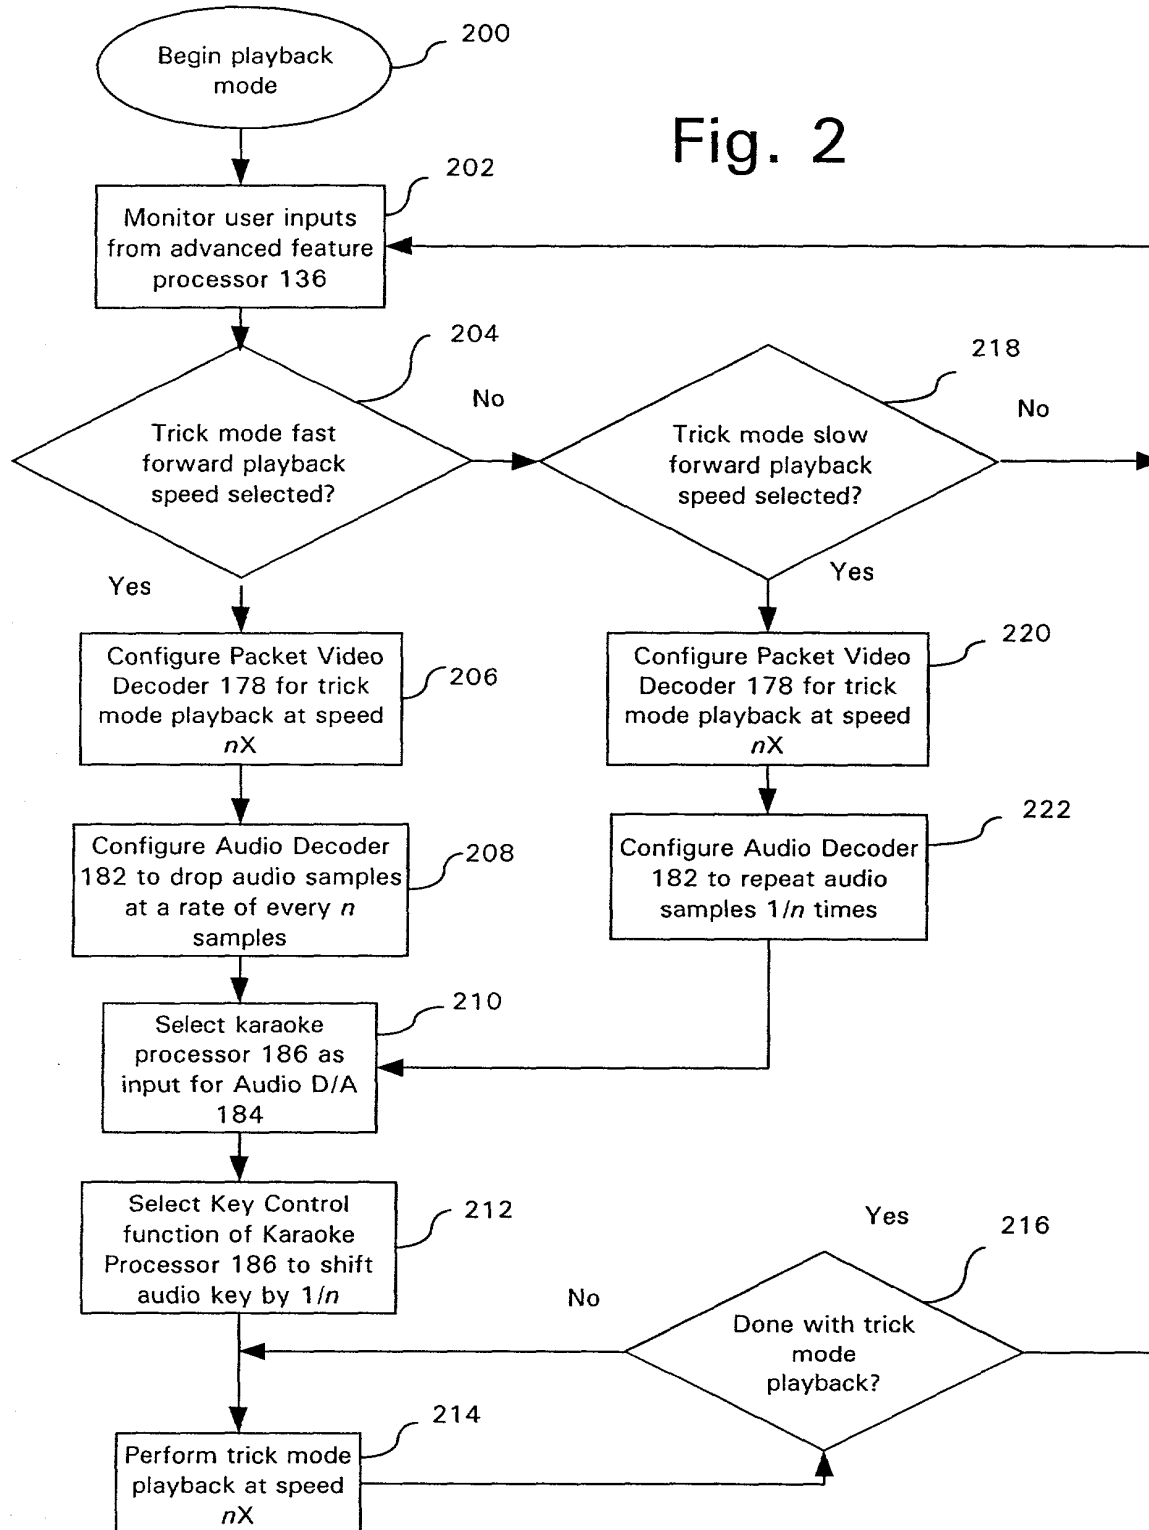 Begin playback
mode
200
Fig. 2
202
Monitor user inputs
from advanced feature
processor 136
204
No
218
No
Trick mode fast
forward playback
speed selected?
Trick mode slow
forward playback
speed selected?
Yes
Yes
Configure Packet Video
Decoder 178 for trick
mode playback at speed
nX
206
Configure Packet Video
Decoder 178 for trick
mode playback at speed
nX
220
Configure Audio Decoder
182 to drop audio samples
at a rate of every n
samples
208
Configure Audio Decoder
182 to repeat audio
samples 1/n times
222
210
Select karaoke
processor 186 as
input for Audio D/A
184
Select Key Control
function of Karaoke
Processor 186 to shift
audio key by 1/n
212
Yes
216
No
Done with trick
mode
playback?
214
Perform trick mode
playback at speed
nX